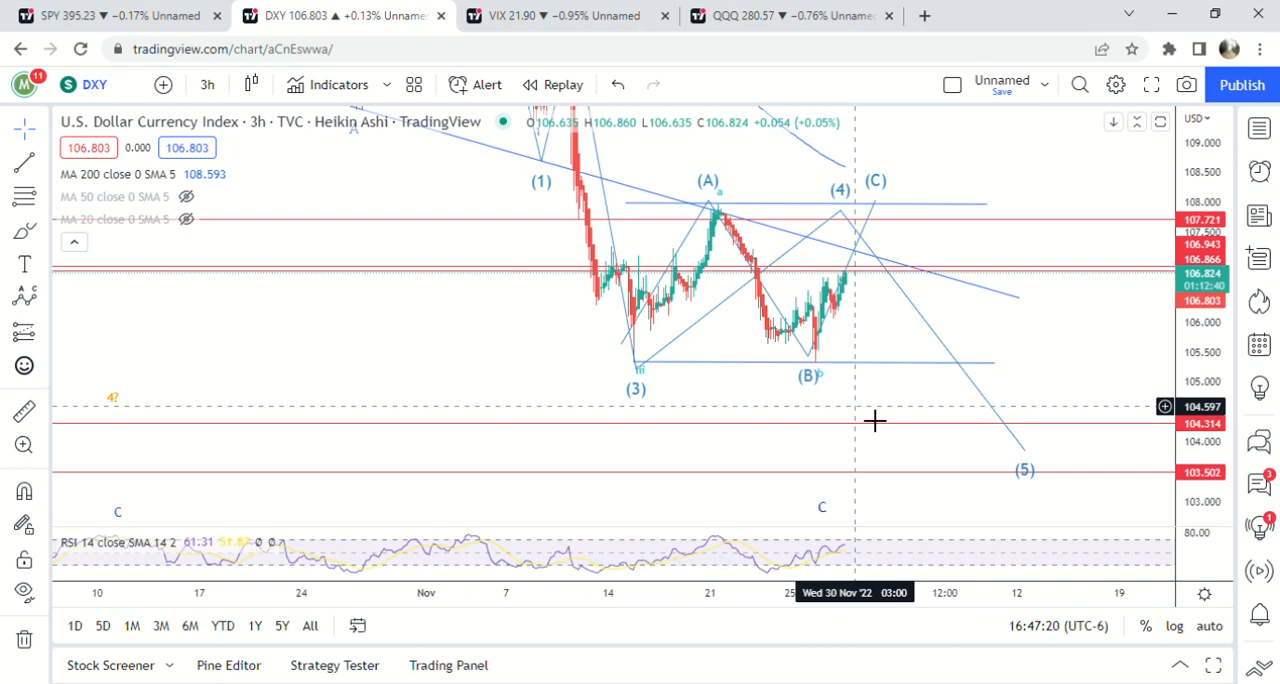 SPY 395.23 ▼ −0.17% Unnamed
DXY 106.803 ▲ +0.13% Unname
VIX 21.90 ▼ −0.95% Unnamed
QQQ 280.57 ▼ −0.76% Unname
tradingview.com/chart/aCnEswwa/
M
11
S
DXY
3h
Indicators
Alert
Replay
Unnamed
Save
Publish
U.S. Dollar Currency Index · 3h · TVC · Heikin Ashi · TradingView
O106.635 H106.860 L106.635 C106.824 +0.054 (+0.05%)
USD
106.803
0.000
106.803
MA 200 close 0 SMA 5 108.593
MA 50 close 0 SMA 5
MA 20 close 0 SMA 5
A
(1)
(A)
a
(4)
(C)
iii
(3)
(B)
b
4?
(5)
C
C
109.000
108.500
108.000
107.721
107.500
106.943
106.866
106.824
01:12:40
106.803
106.000
105.500
105.000
104.597
104.314
104.000
103.502
103.000
RSI 14 close SMA 14 2 61.31
80.00
10
17
24
Nov
7
14
21
25
Wed 30 Nov '22 03:00
12:00
12
19
1D
5D
1M
3M
6M
YTD
1Y
5Y
All
16:47:20 (UTC-6)
%
log
auto
Stock Screener
Pine Editor
Strategy Tester
Trading Panel
3
1